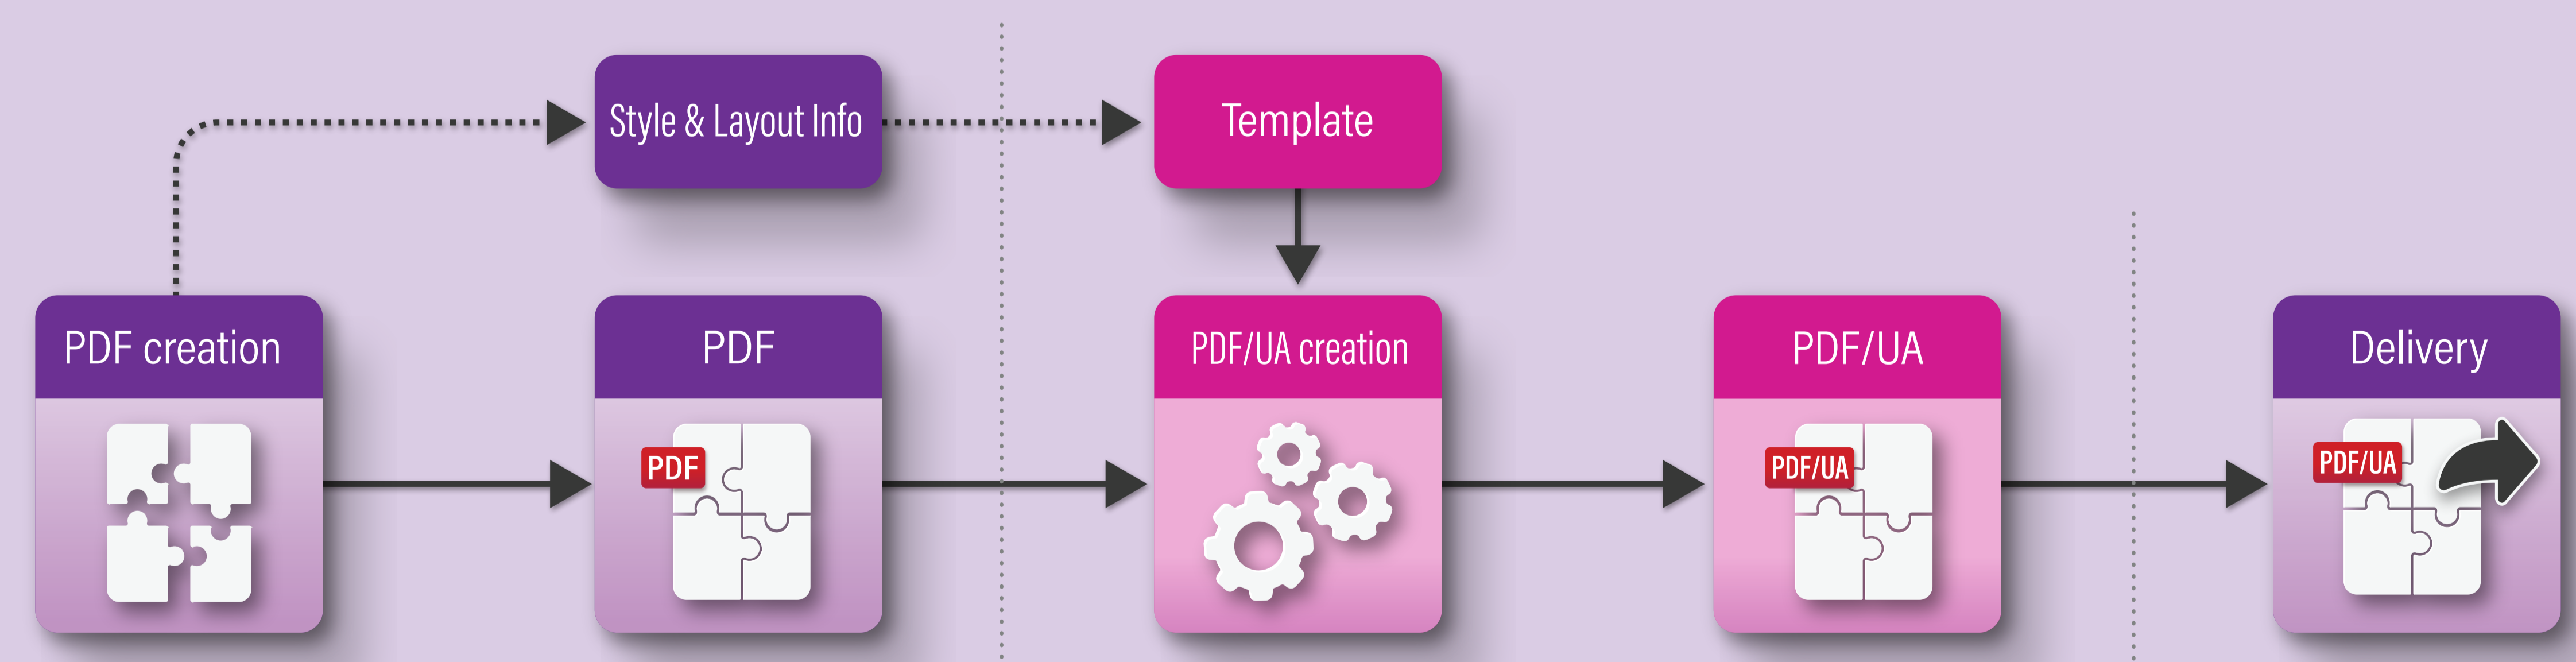 Style & Layout Info
Template
PDF creation
PDF
PDF/UA creation
PDF/UA
Delivery
PDF
PDF/UA
PDF/UA